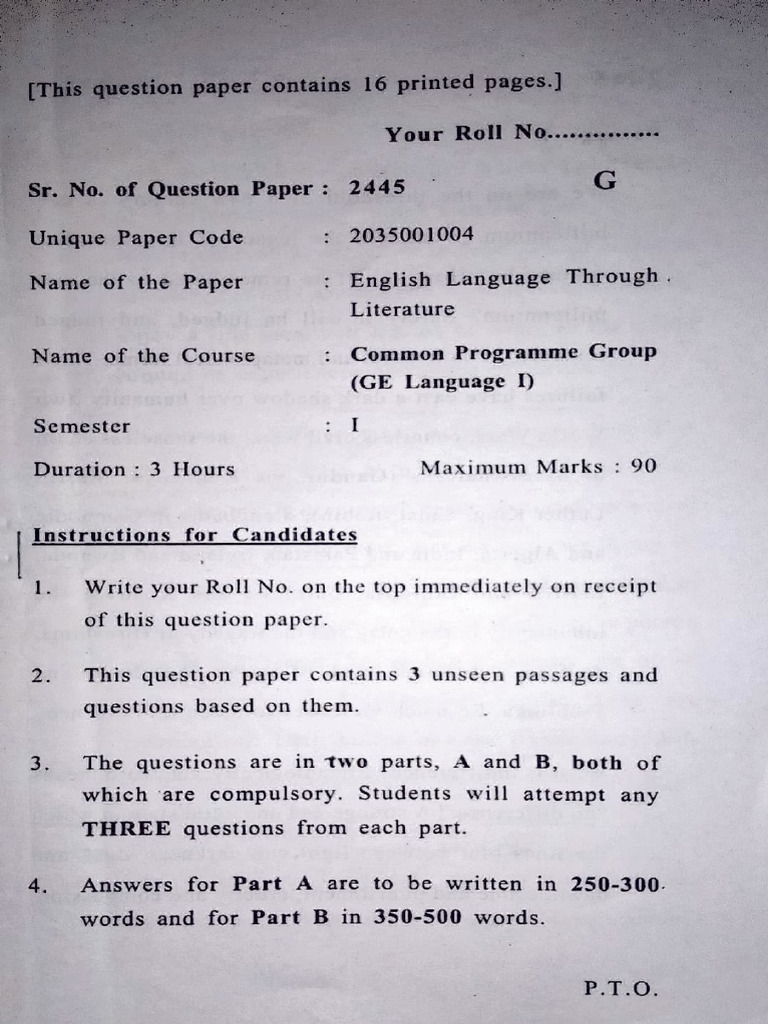 [This question paper contains 16 printed pages.]
Your Roll No...............
Sr. No. of Question Paper : 2445 G
Unique Paper Code : 2035001004
Name of the Paper : English Language Through
Literature
Name of the Course : Common Programme Group
(GE Language I)
Semester : I
Duration : 3 Hours Maximum Marks : 90
Instructions for Candidates
1. Write your Roll No. on the top immediately on receipt
of this question paper.
2. This question paper contains 3 unseen passages and
questions based on them.
3. The questions are in two parts, A and B, both of
which are compulsory. Students will attempt any
THREE questions from each part.
4. Answers for Part A are to be written in 250-300
words and for Part B in 350-500 words.
P.T.O.